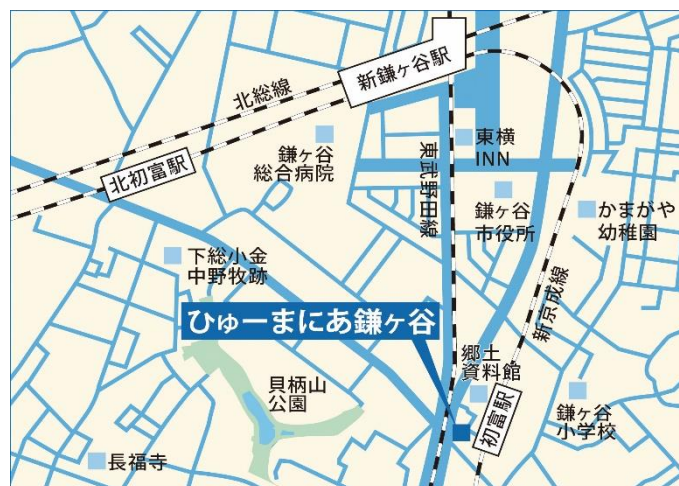 新鎌ヶ谷駅
北総線
北初富駅
鎌ヶ谷
総合病院
東横
INN
東武野田線
鎌ヶ谷
市役所
かまがや
幼稚園
下総小金
中野牧跡
新京成線
ひゅーまにあ鎌ヶ谷
郷土
資料館
貝柄山
公園
初富駅
鎌ヶ谷
小学校
長福寺